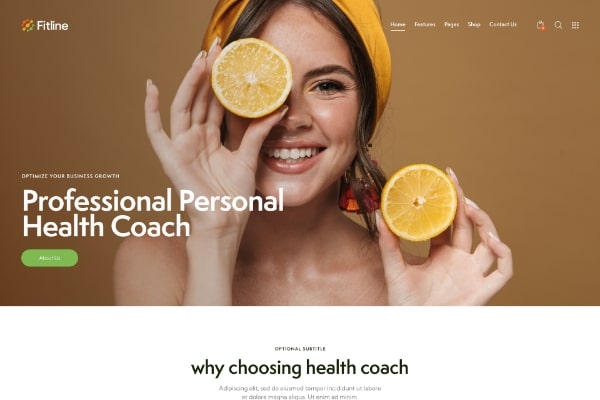 Fitline
Home Features Pages Shop Contact Us
OPTIMIZE YOUR BUSINESS GROWTH
Professional Personal
Health Coach
About Us
OPTIONAL SUBTITLE
why choosing health coach
Adipiscing elit, sed do eiusmod tempor incididunt ut labore
et dolore magna aliqua. Ut enim ad minim.